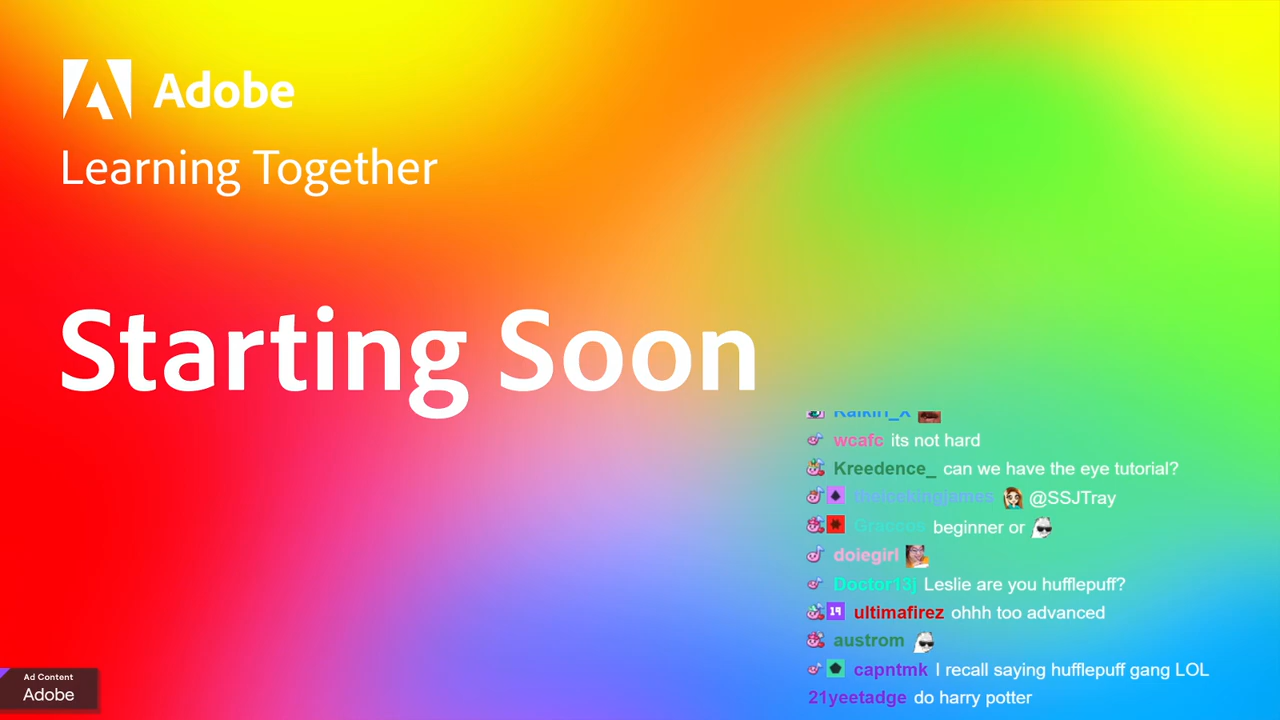 Adobe
Learning Together
Starting Soon
wcafc its not hard
Kreedence_ can we have the eye tutorial?
theicekingjames @SSJTray
beginner or
doiegirl
Doctor13j Leslie are you hufflepuff?
19 ultimafirez ohhh too advanced
austrom
capntmk I recall saying hufflepuff gang LOL
21yeetadge do harry potter
Ad Content
Adobe